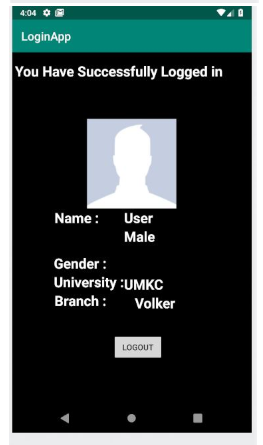 4:04
LoginApp
You Have Successfully Logged in
Name : User
Male
Gender :
University : UMKC
Branch : Volker
LOGOUT